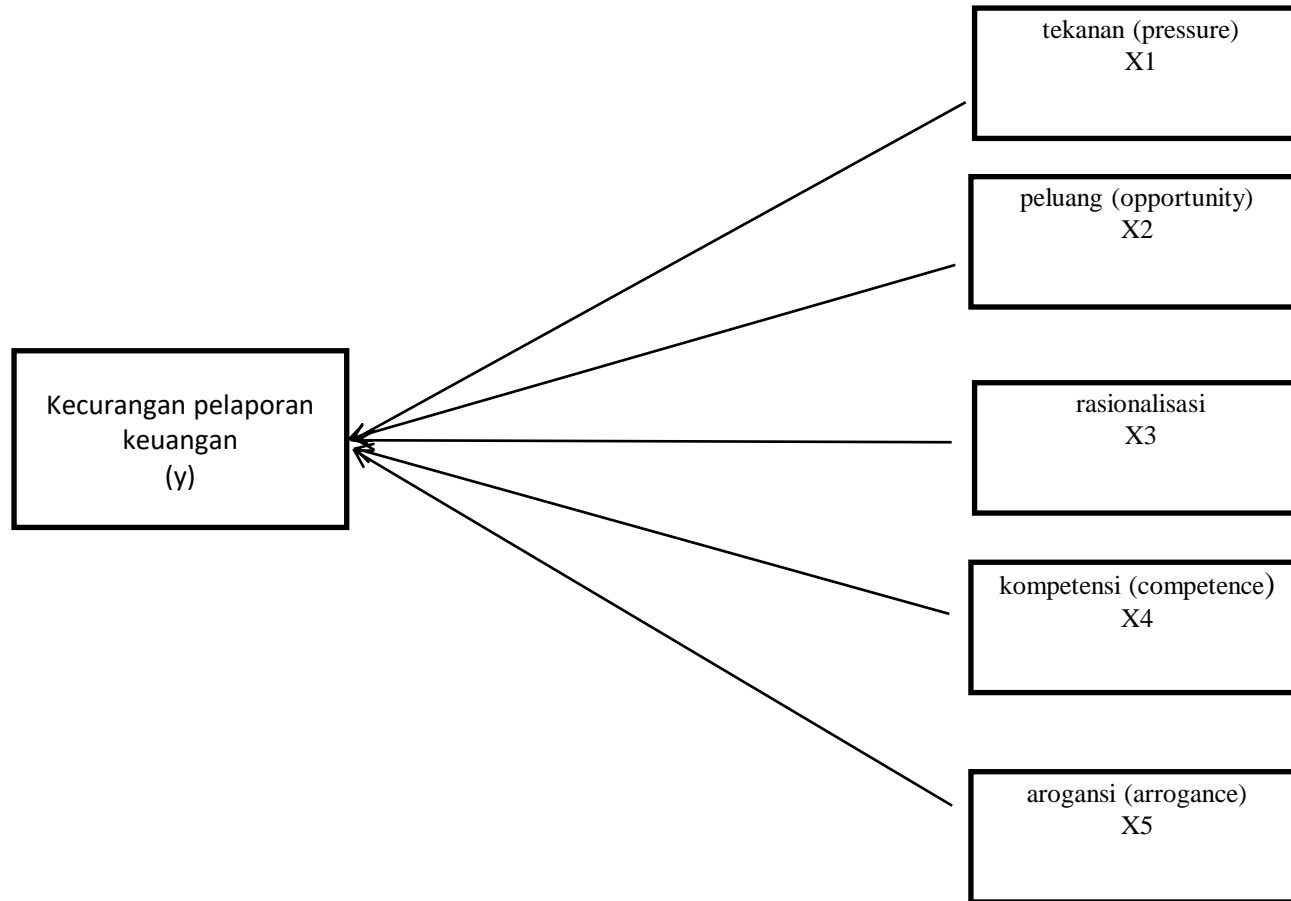 tekanan (pressure)
X1
peluang (opportunity)
X2
Kecurangan pelaporan
keuangan
(y)
rasionalisasi
X3
kompetensi (competence)
X4
arogansi (arrogance)
X5